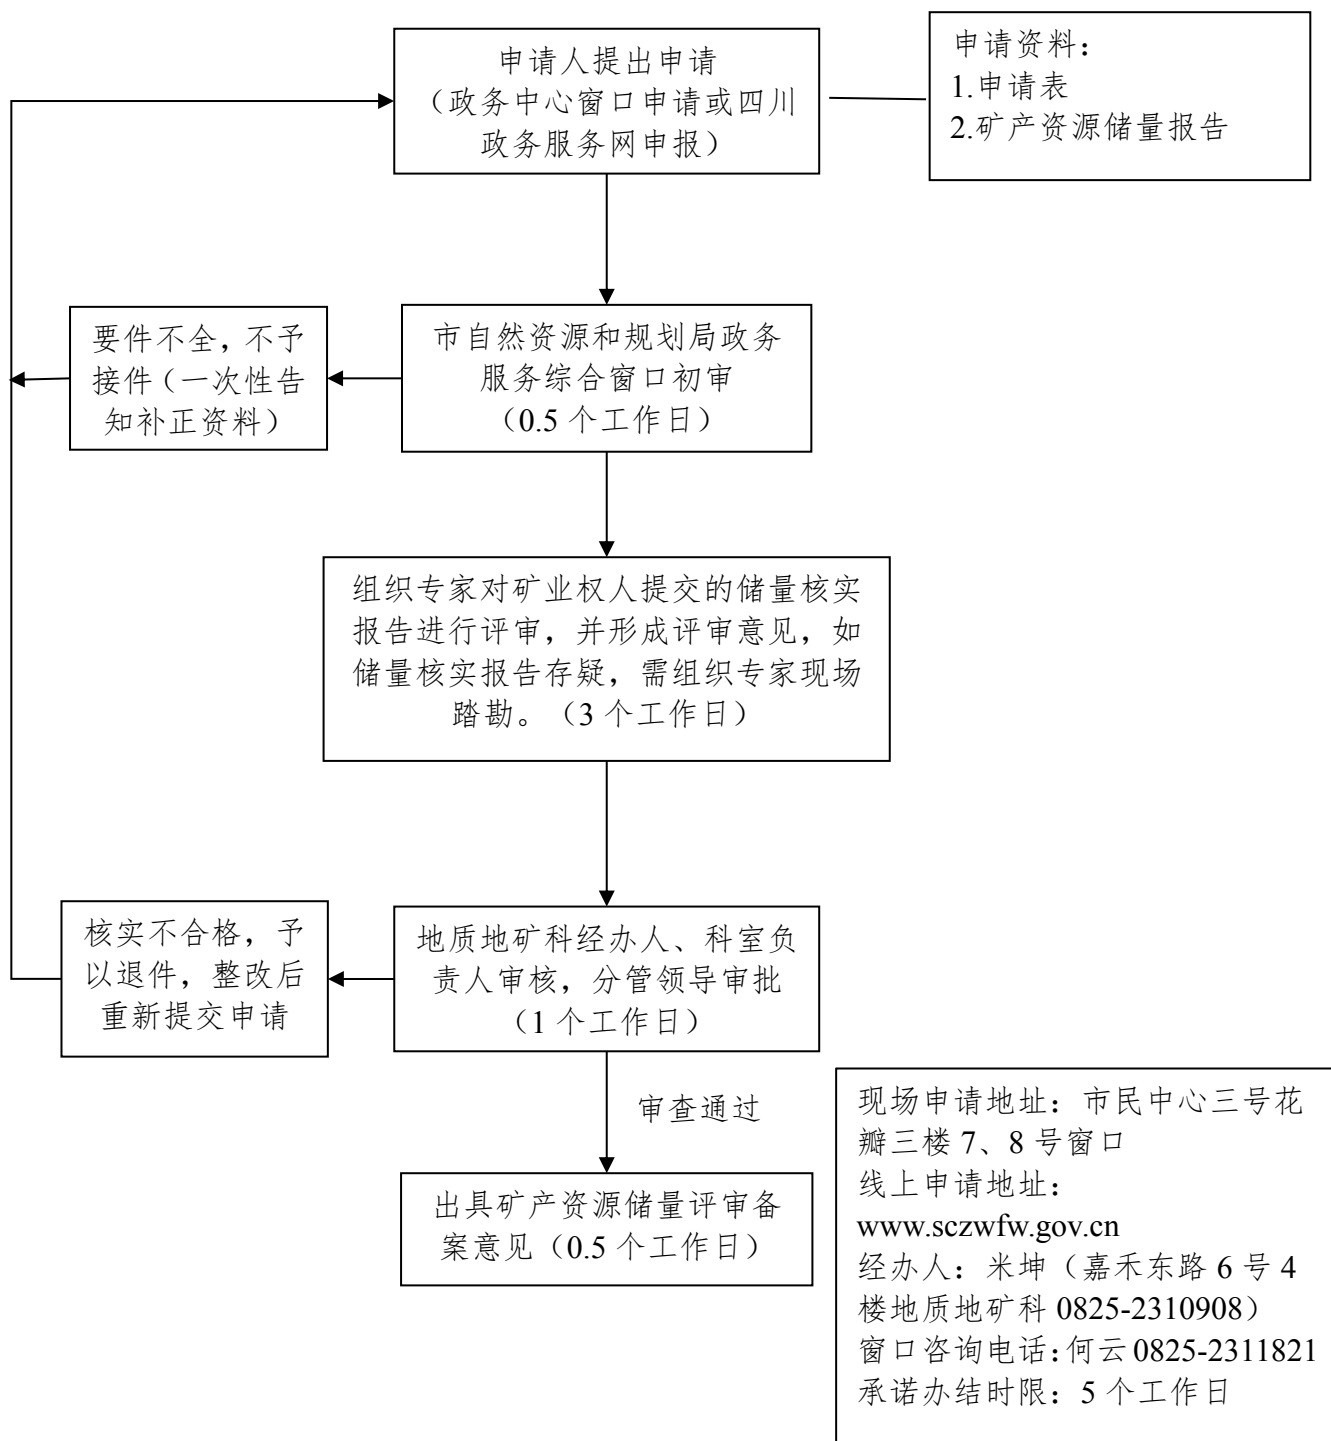 申请人提出申请
（政务中心窗口申请或四川
政务服务网申报）
申请资料：
1.申请表
2.矿产资源储量报告
要件不全，不予
接件（一次性告
知补正资料）
市自然资源和规划局政务
服务综合窗口初审
（0.5 个工作日）
组织专家对矿业权人提交的储量核实
报告进行评审，并形成评审意见，如
储量核实报告存疑，需组织专家现场
踏勘。（3 个工作日）
核实不合格，予
以退件，整改后
重新提交申请
地质地矿科经办人、科室负
责人审核，分管领导审批
（1 个工作日）
审查通过
出具矿产资源储量评审备
案意见（0.5 个工作日）
现场申请地址：市民中心三号花
瓣三楼 7、8 号窗口
线上申请地址：
www.sczwfw.gov.cn
经办人：米坤（嘉禾东路 6 号 4
楼地质地矿科 0825-2310908）
窗口咨询电话:何云 0825-2311821
承诺办结时限：5 个工作日